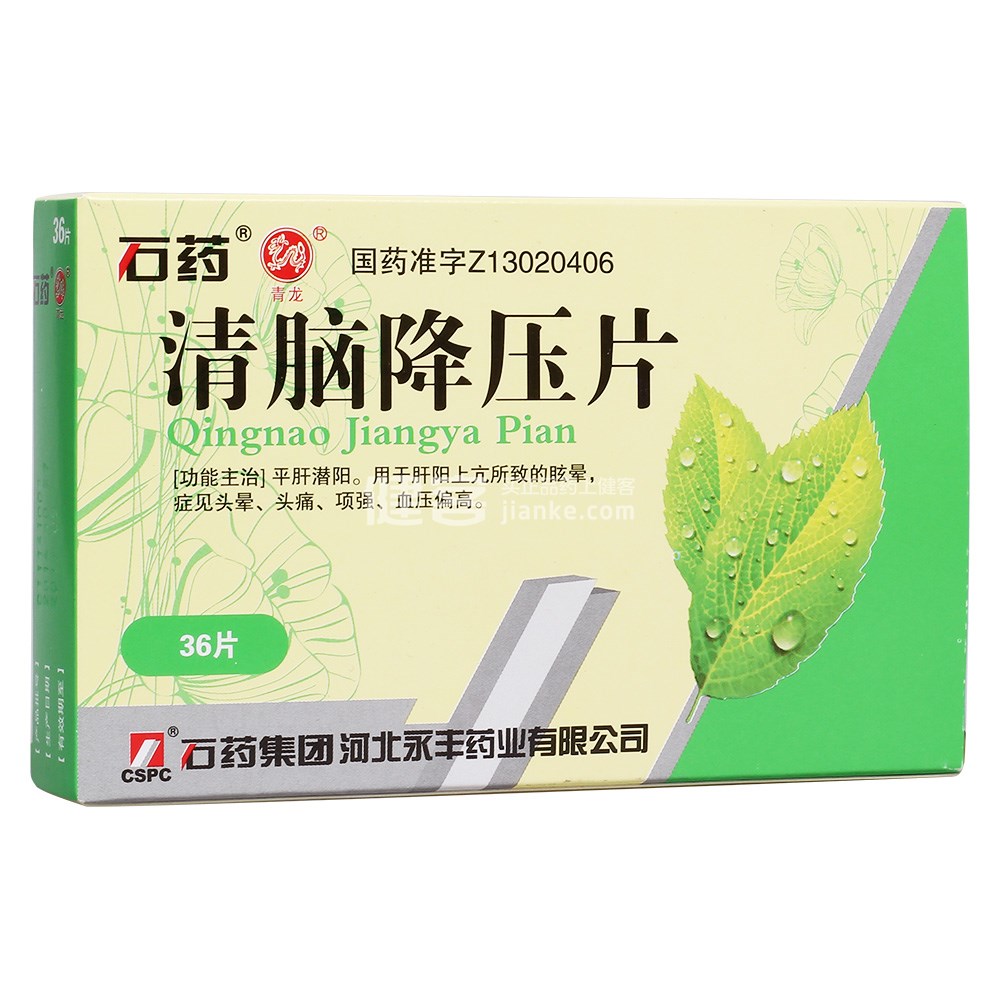 石药® ®
青龙
国药准字Z13020406
清脑降压片
Qingnao Jiangya Pian
[功能主治] 平肝潜阳。用于肝阳上亢所致的眩晕，
症见头晕、头痛、项强、血压偏高。
健客
jianke.com
36片
CSPC® 石药集团河北永丰药业有限公司
36片
石药®